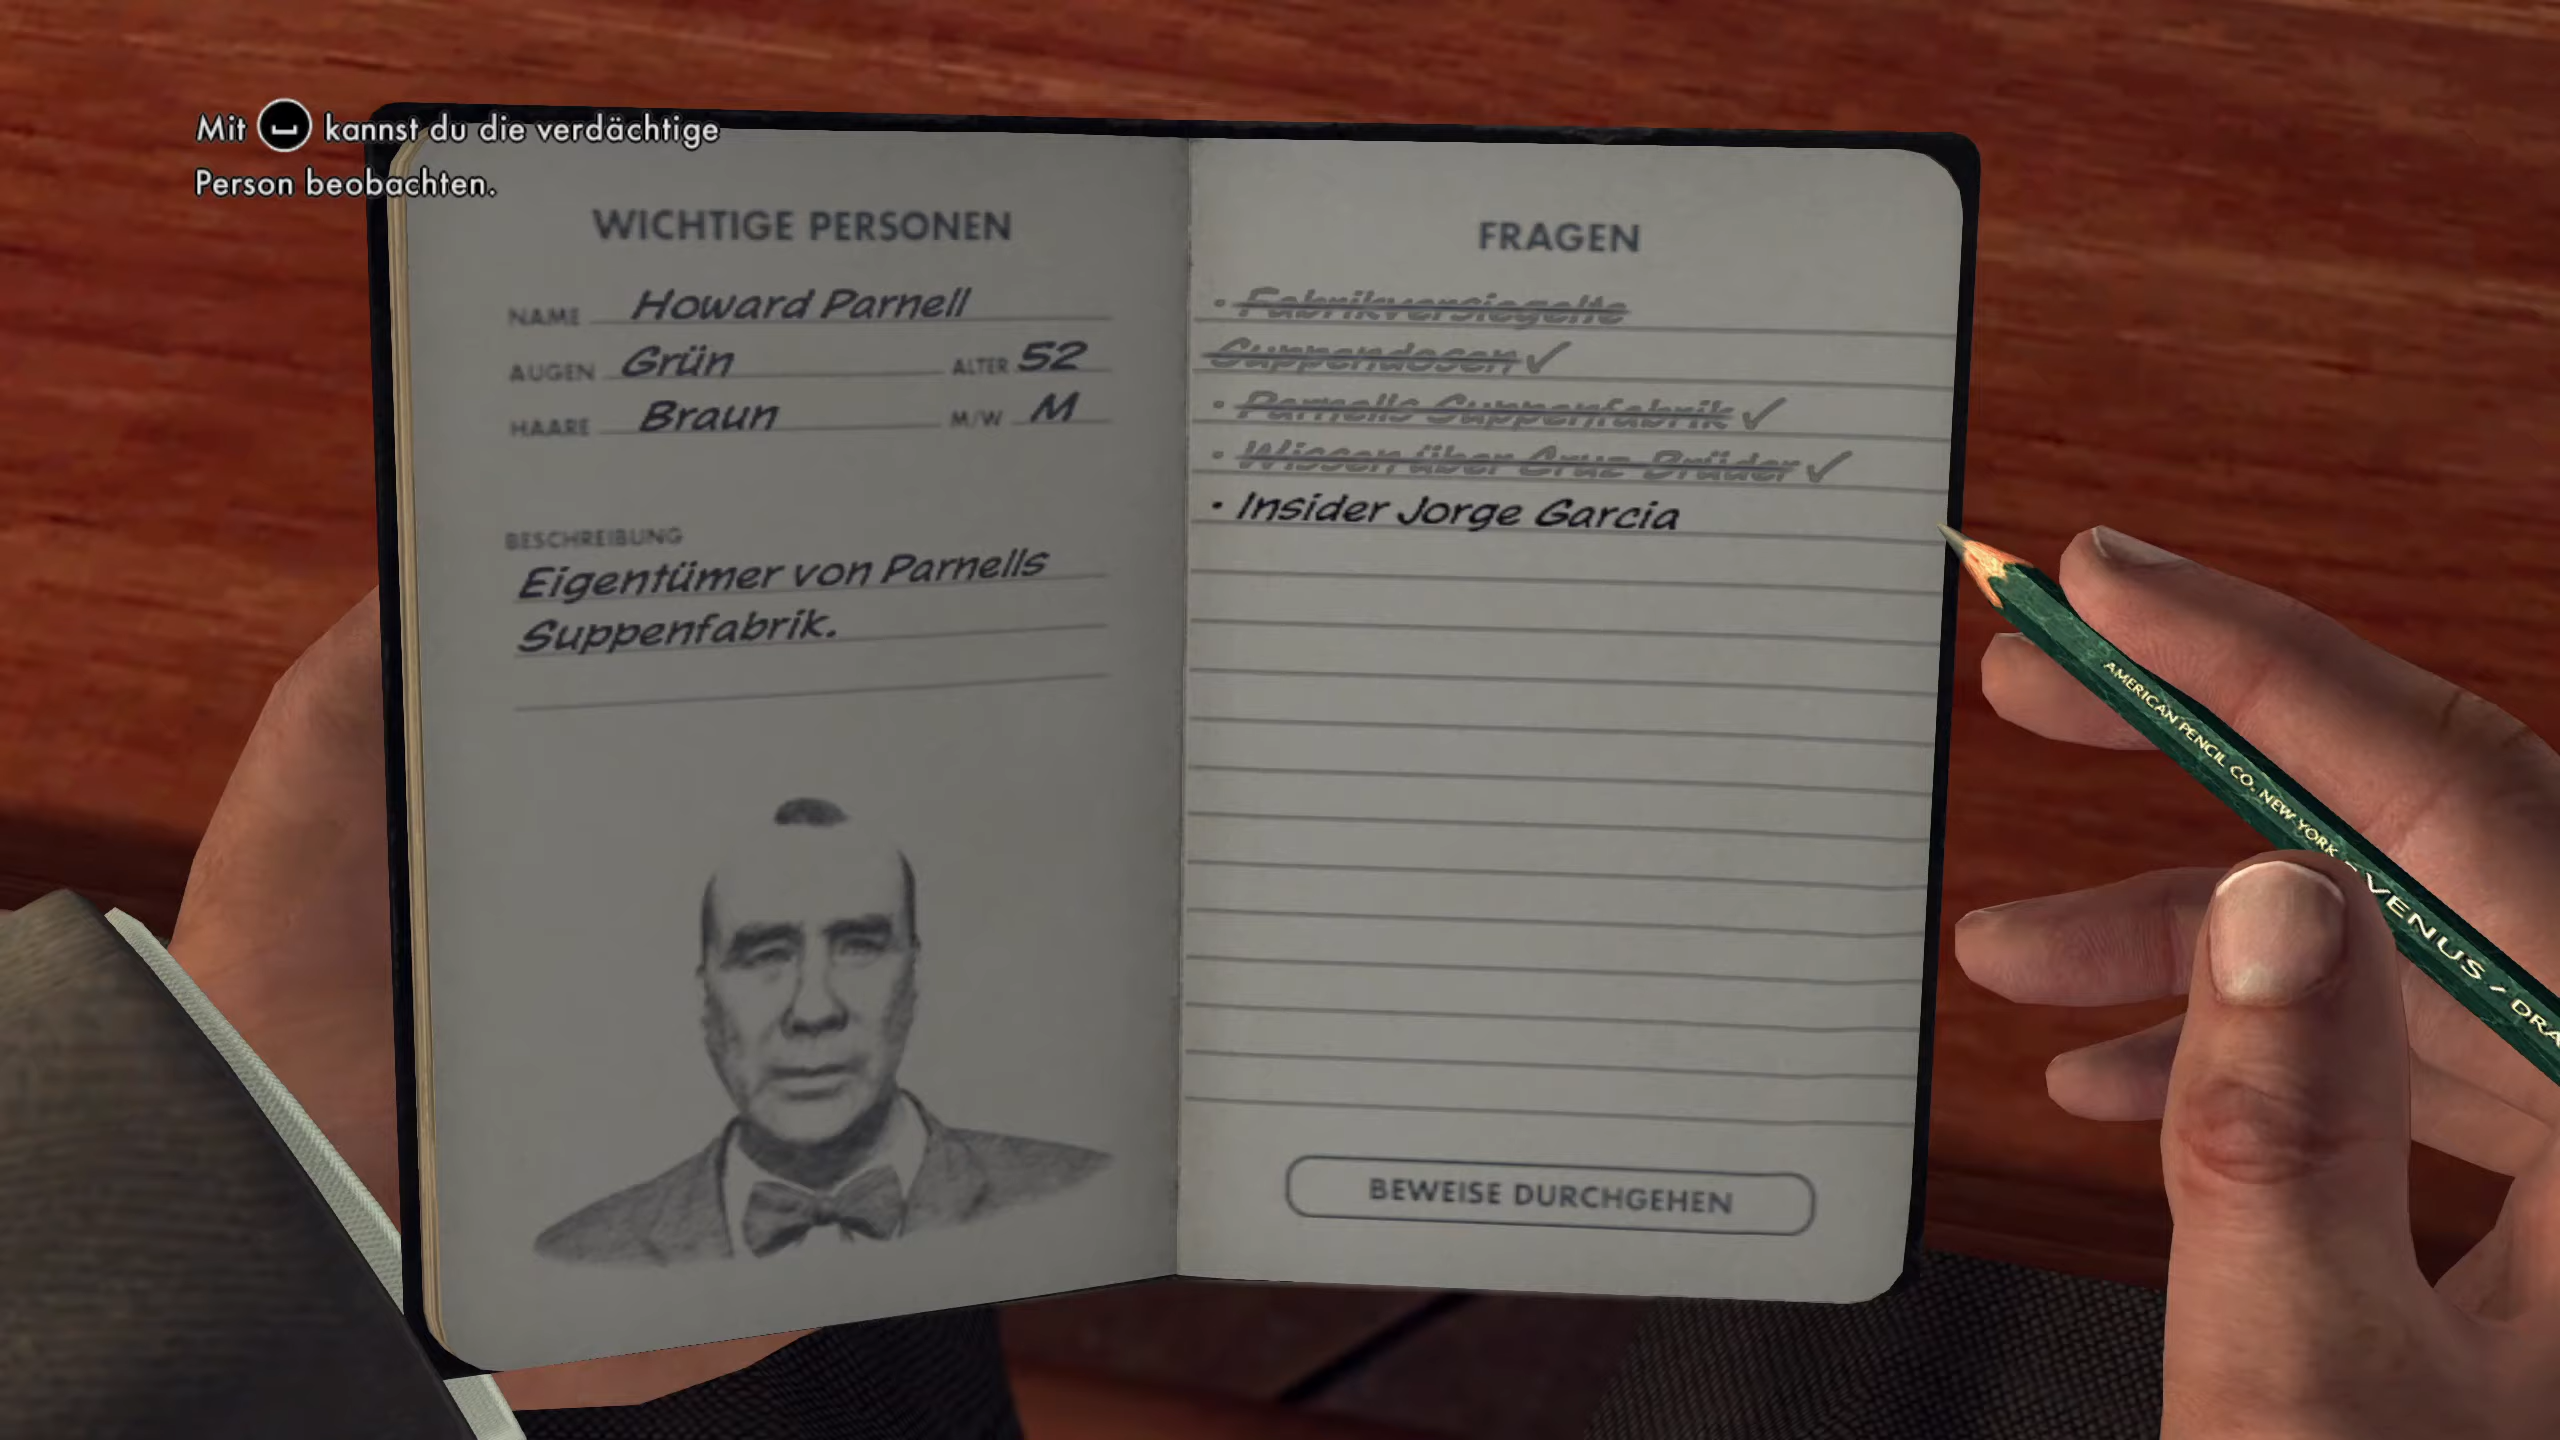 Mit kannst du die verdächtige
Person beobachten.
WICHTIGE PERSONEN
NAME Howard Parnell
AUGEN Grün ALTER 52
HAARE Braun M/W M
BESCHREIBUNG
Eigentümer von Parnells
Suppenfabrik.
FRAGEN
• Fabrikversiegelte
Suppendosen ✓
• Parnells Suppenfabrik ✓
• Wissen über Cruz-Brüder ✓
• Insider Jorge Garcia
BEWEISE DURCHGEHEN
AMERICAN PENCIL CO. NEW YORK VENUS / DRA